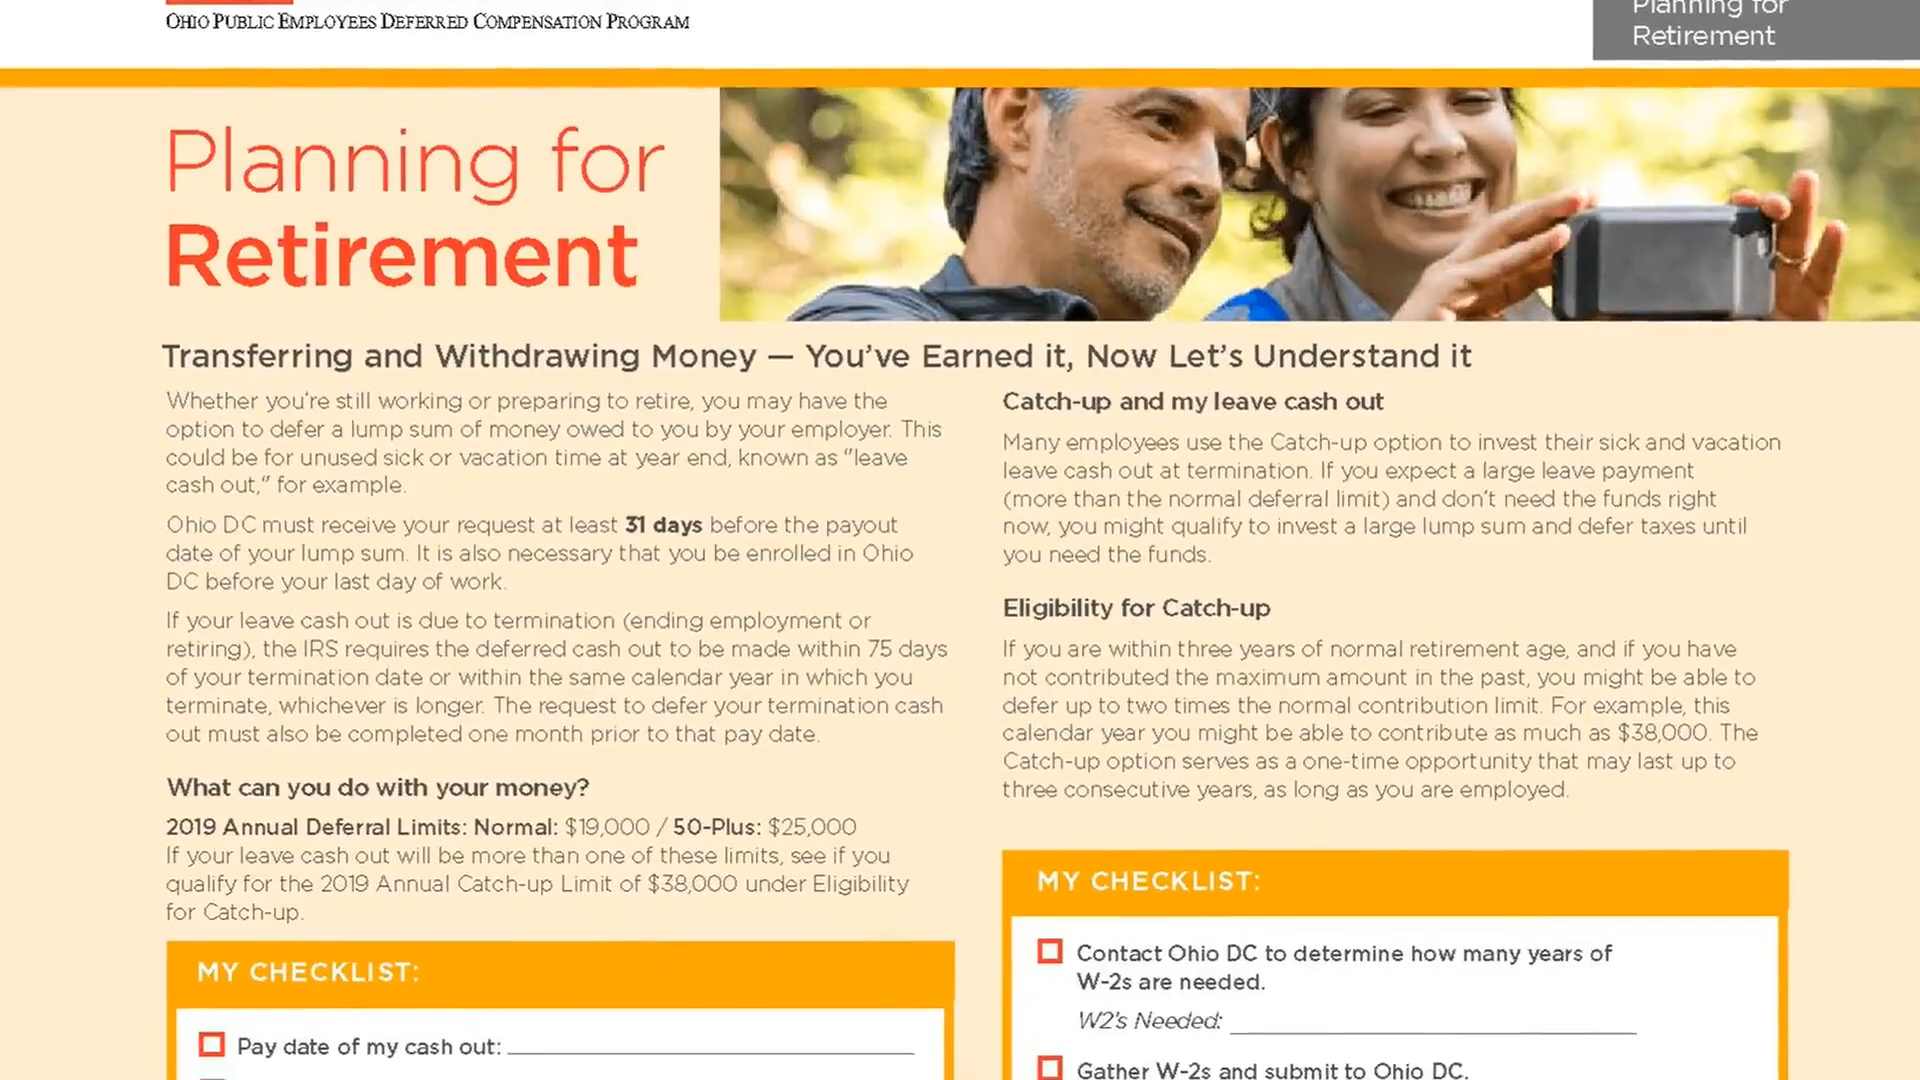 OHIO PUBLIC EMPLOYEES DEFERRED COMPENSATION PROGRAM
Planning for
Retirement
Planning for
Retirement
Transferring and Withdrawing Money — You’ve Earned it, Now Let’s Understand it
Whether you’re still working or preparing to retire, you may have the
option to defer a lump sum of money owed to you by your employer. This
could be for unused sick or vacation time at year end, known as “leave
cash out,” for example.
Ohio DC must receive your request at least 31 days before the payout
date of your lump sum. It is also necessary that you be enrolled in Ohio
DC before your last day of work.
If your leave cash out is due to termination (ending employment or
retiring), the IRS requires the deferred cash out to be made within 75 days
of your termination date or within the same calendar year in which you
terminate, whichever is longer. The request to defer your termination cash
out must also be completed one month prior to that pay date.
What can you do with your money?
2019 Annual Deferral Limits: Normal: $19,000 / 50-Plus: $25,000
If your leave cash out will be more than one of these limits, see if you
qualify for the 2019 Annual Catch-up Limit of $38,000 under Eligibility
for Catch-up.
MY CHECKLIST:
Pay date of my cash out:
Catch-up and my leave cash out
Many employees use the Catch-up option to invest their sick and vacation
leave cash out at termination. If you expect a large leave payment
(more than the normal deferral limit) and don’t need the funds right
now, you might qualify to invest a large lump sum and defer taxes until
you need the funds.
Eligibility for Catch-up
If you are within three years of normal retirement age, and if you have
not contributed the maximum amount in the past, you might be able to
defer up to two times the normal contribution limit. For example, this
calendar year you might be able to contribute as much as $38,000. The
Catch-up option serves as a one-time opportunity that may last up to
three consecutive years, as long as you are employed.
MY CHECKLIST:
Contact Ohio DC to determine how many years of
W-2s are needed.
W2's Needed:
Gather W-2s and submit to Ohio DC.